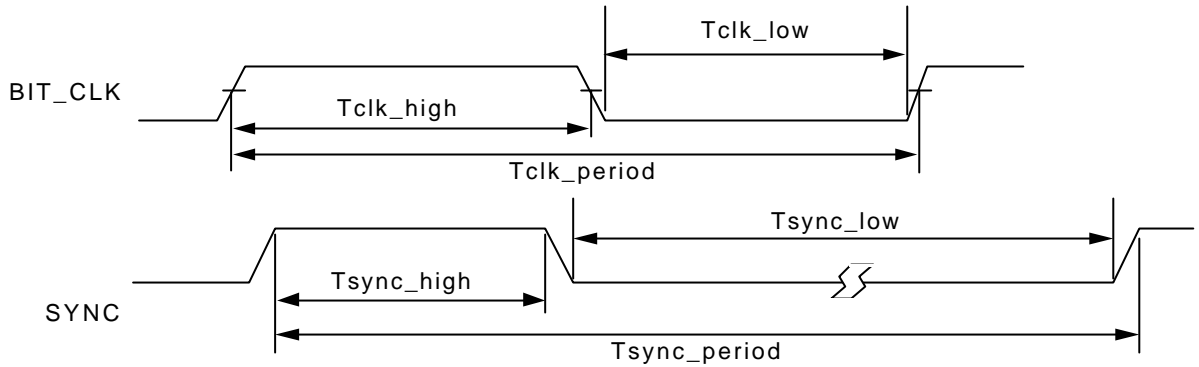 Tclk_low
BIT_CLK
Tclk_high
Tclk_period
Tsync_low
Tsync_high
SYNC
Tsync_period